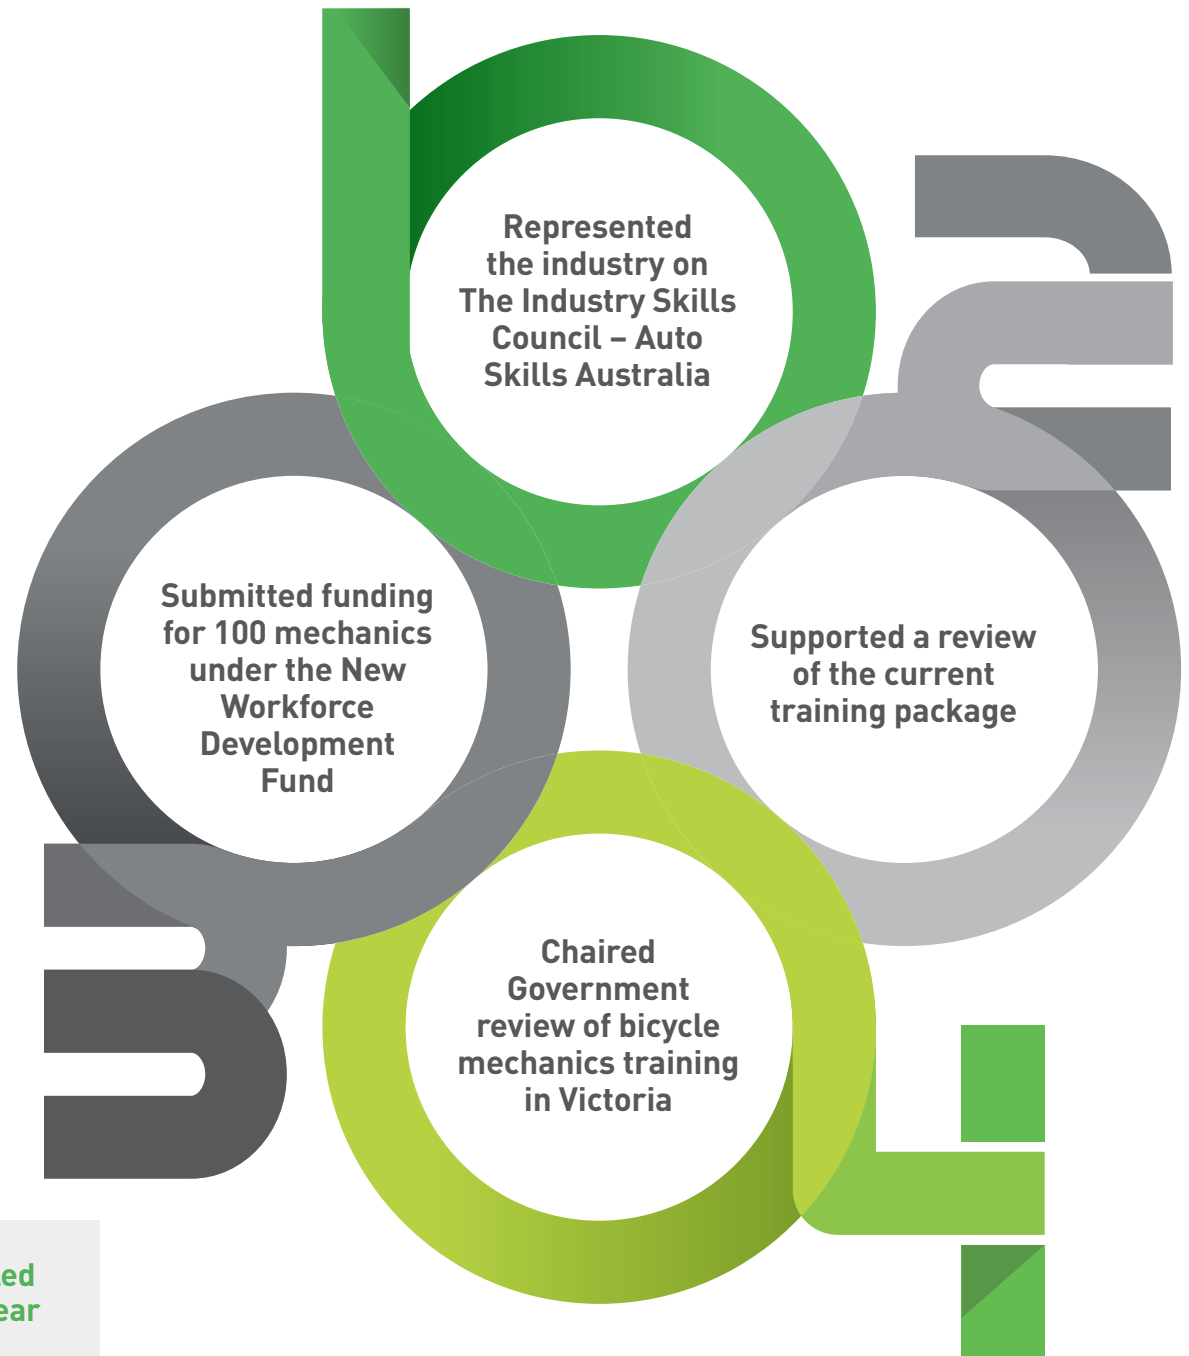 Represented
the industry on
The Industry Skills
Council – Auto
Skills Australia
Supported a review
of the current
training package
Submitted funding
for 100 mechanics
under the New
Workforce
Development
Fund
Chaired
Government
review of bicycle
mechanics training
in Victoria